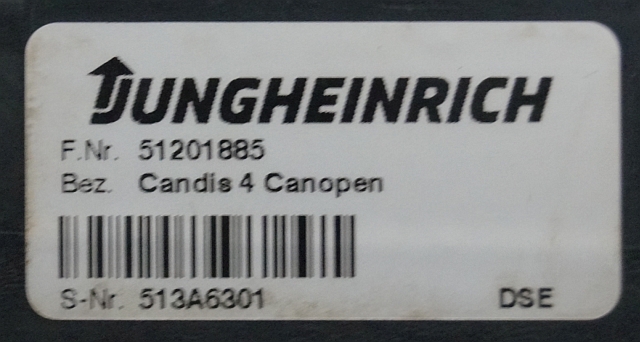 JUNGHEINRICH
F.Nr. 51201885
Bez. Candis 4 Canopen
S-Nr. 513A6301 DSE